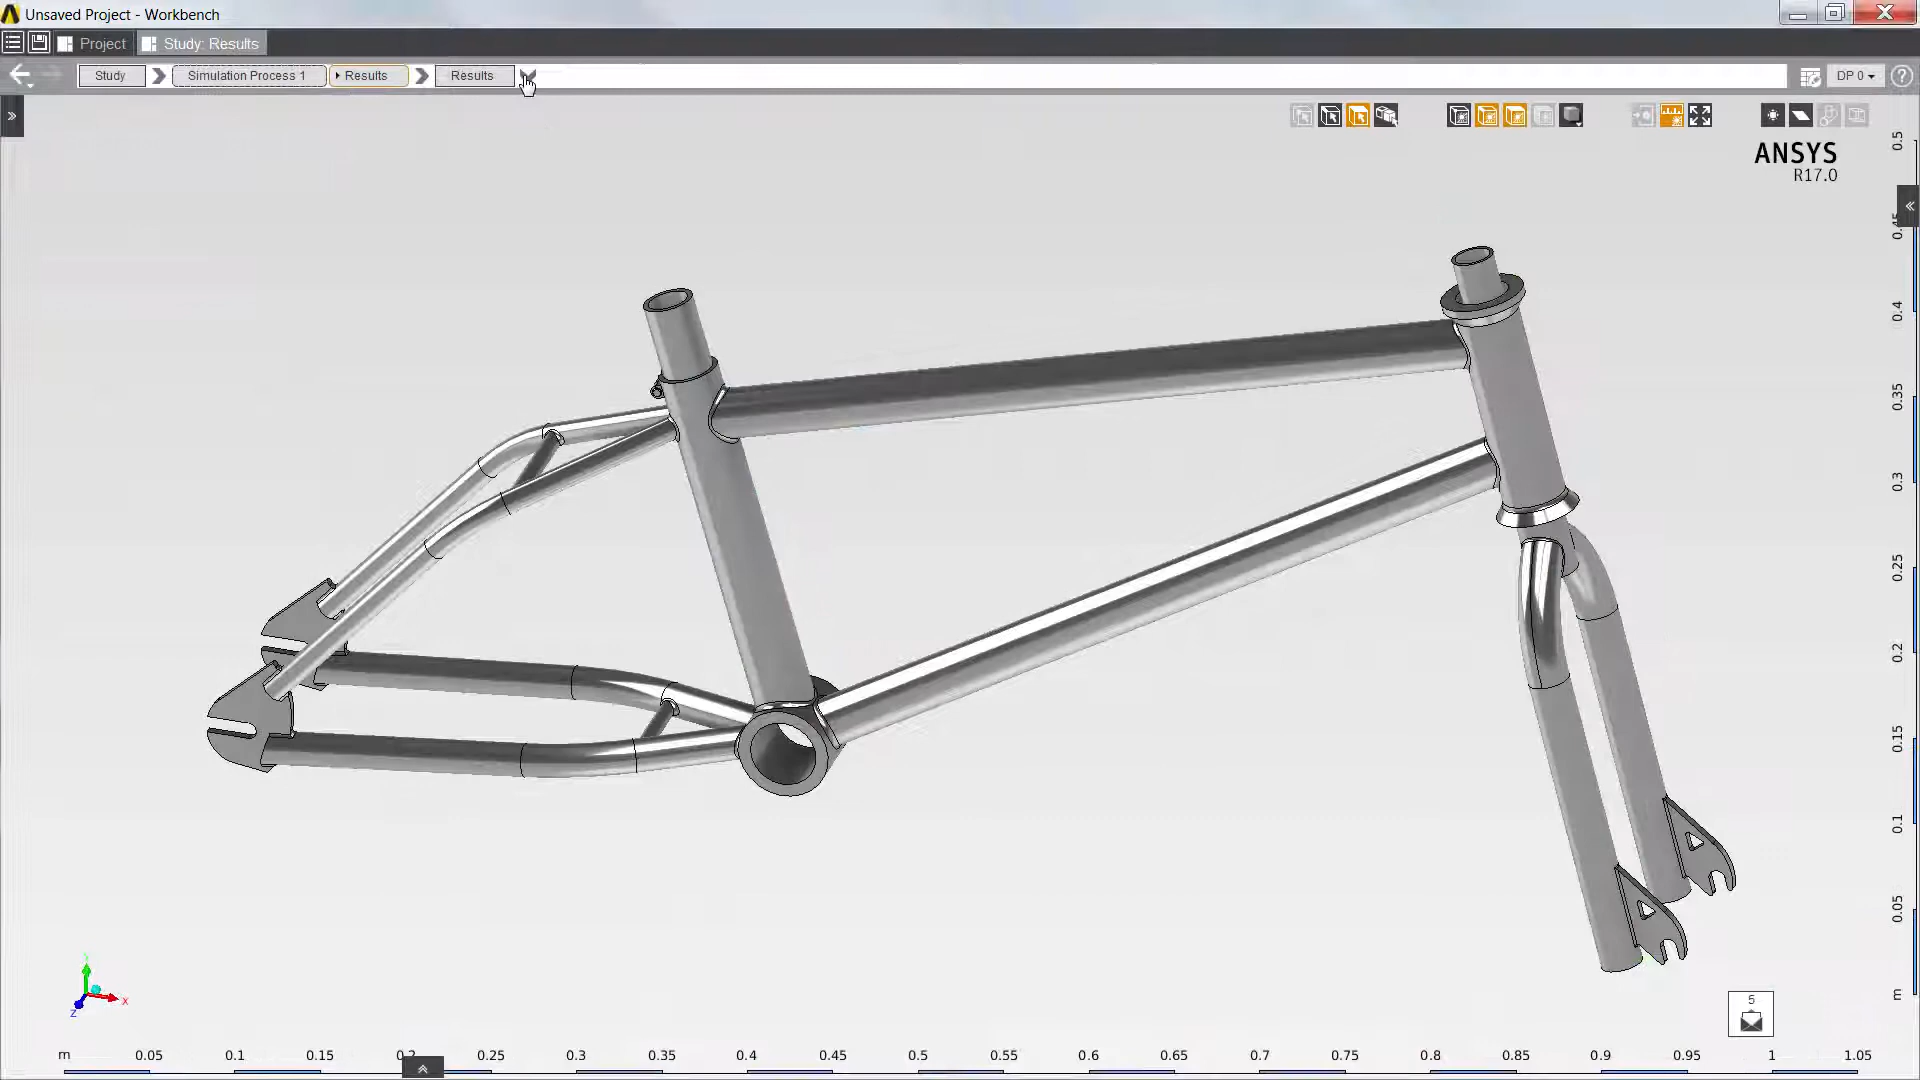 Unsaved Project - Workbench
Project
Study: Results
Study
Simulation Process 1
Results
Results
DP 0
ANSYS
R17.0
0.5
0.4
0.35
0.3
0.25
0.2
0.15
0.1
0.05
m
5
x
z
m 0.05 0.1 0.15 0.2 0.25 0.3 0.35 0.4 0.45 0.5 0.55 0.6 0.65 0.7 0.75 0.8 0.85 0.9 0.95 1 1.05